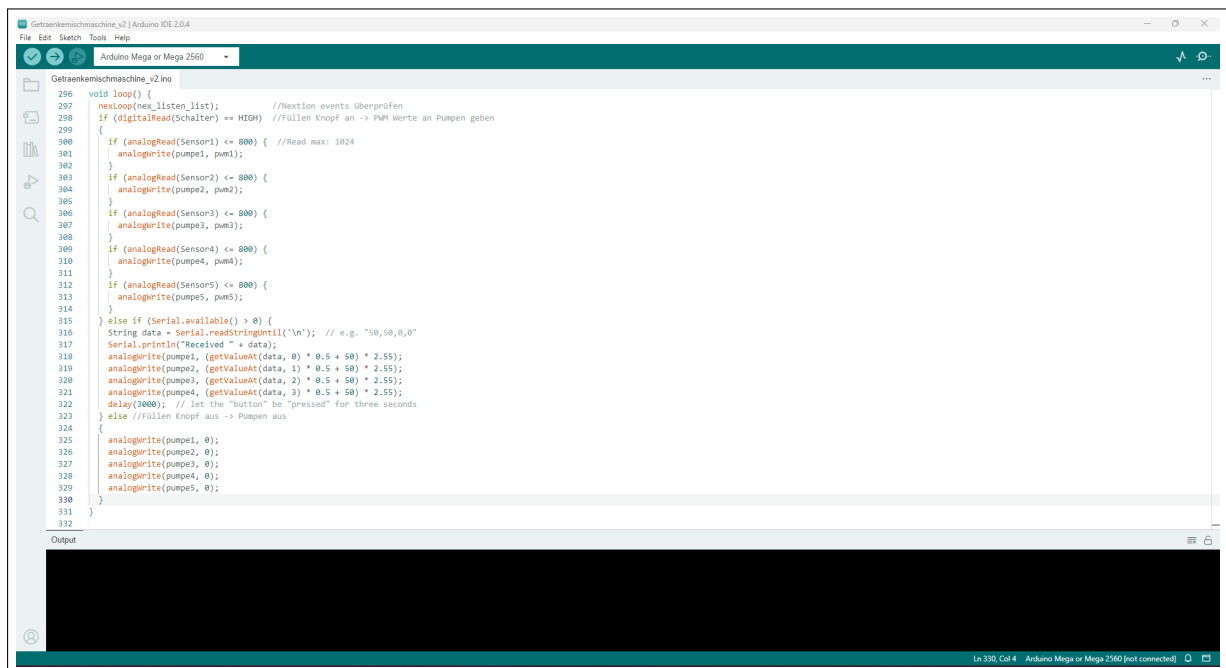 Getraenkemischmaschine_v2 | Arduino IDE 2.0.4
File Edit Sketch Tools Help
Arduino Mega or Mega 2560
Getraenkemischmaschine_v2.ino
296 void loop() {
297 nexLoop(nex_listen_list); //Nextion events überprüfen
298 if (digitalRead(Schalter) == HIGH) //Füllen Knopf an -> PWM Werte an Pumpen geben
299 {
300 if (analogRead(Sensor1) <= 800) { //Read max: 1024
301 analogWrite(pumpe1, pwm1);
302 }
303 if (analogRead(Sensor2) <= 800) {
304 analogWrite(pumpe2, pwm2);
305 }
306 if (analogRead(Sensor3) <= 800) {
307 analogWrite(pumpe3, pwm3);
308 }
309 if (analogRead(Sensor4) <= 800) {
310 analogWrite(pumpe4, pwm4);
311 }
312 if (analogRead(Sensor5) <= 800) {
313 analogWrite(pumpe5, pwm5);
314 }
315 } else if (Serial.available() > 0) {
316 String data = Serial.readStringUntil('\n'); // e.g. "50,50,0,0"
317 Serial.println("Received " + data);
318 analogWrite(pumpe1, (getValueAt(data, 0) * 0.5 + 50) * 2.55);
319 analogWrite(pumpe2, (getValueAt(data, 1) * 0.5 + 50) * 2.55);
320 analogWrite(pumpe3, (getValueAt(data, 2) * 0.5 + 50) * 2.55);
321 analogWrite(pumpe4, (getValueAt(data, 3) * 0.5 + 50) * 2.55);
322 delay(3000); // let the "button" be "pressed" for three seconds
323 } else //Füllen Knopf aus -> Pumpen aus
324 {
325 analogWrite(pumpe1, 0);
326 analogWrite(pumpe2, 0);
327 analogWrite(pumpe3, 0);
328 analogWrite(pumpe4, 0);
329 analogWrite(pumpe5, 0);
330 }
331 }
332
Output
Ln 330, Col 4 Arduino Mega or Mega 2560 [not connected]